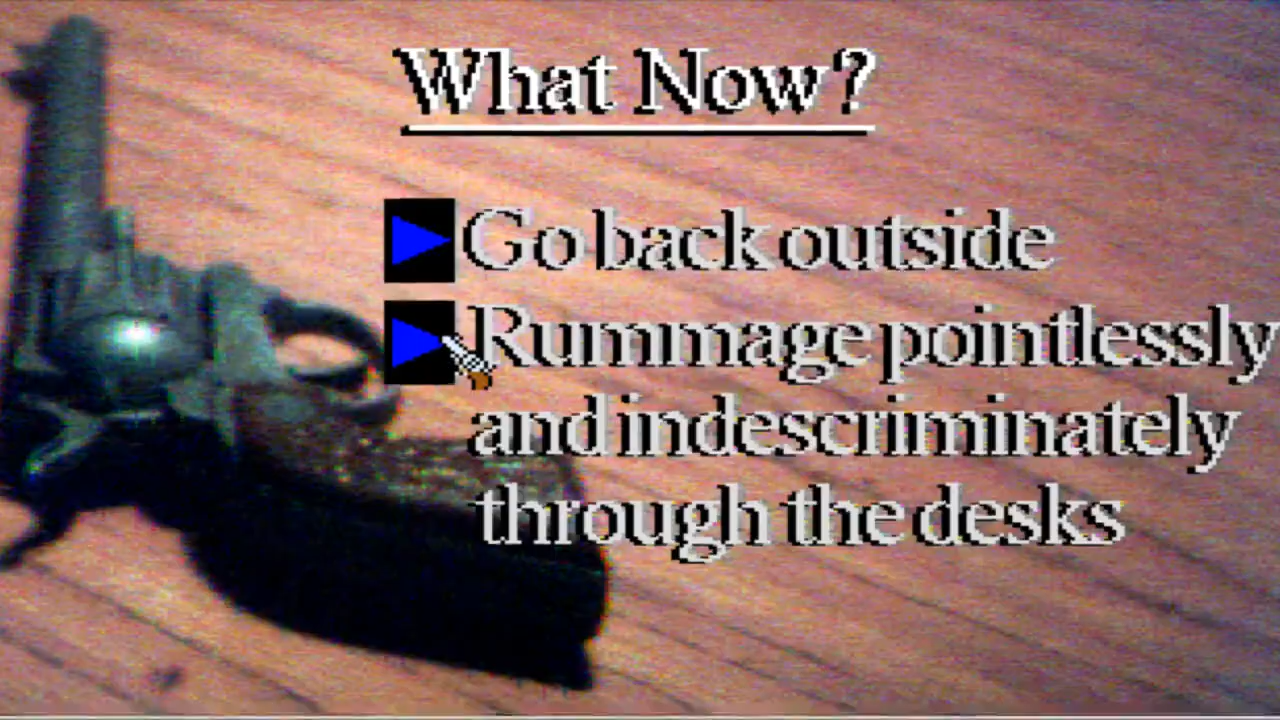 What Now?
Go back outside
Rummage pointlessly
and indescriminately
through the desks